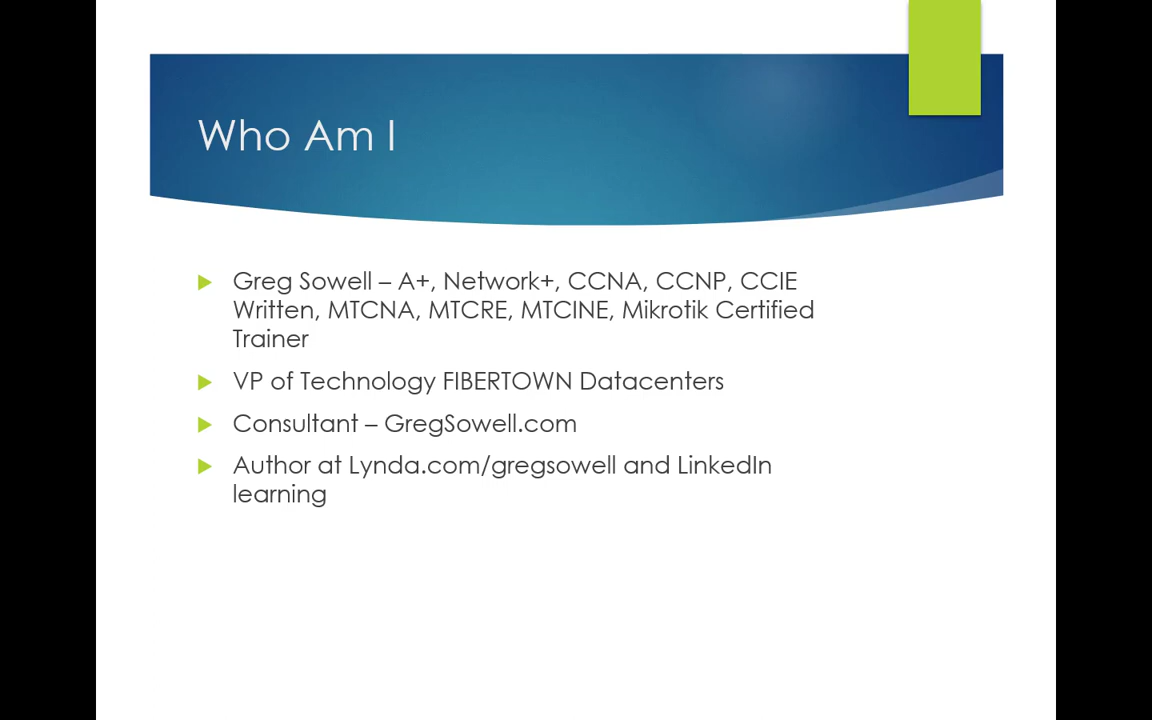 Who Am I
Greg Sowell – A+, Network+, CCNA, CCNP, CCIE
Written, MTCNA, MTCRE, MTCINE, Mikrotik Certified
Trainer
VP of Technology FIBERTOWN Datacenters
Consultant – GregSowell.com
Author at Lynda.com/gregsowell and LinkedIn
learning